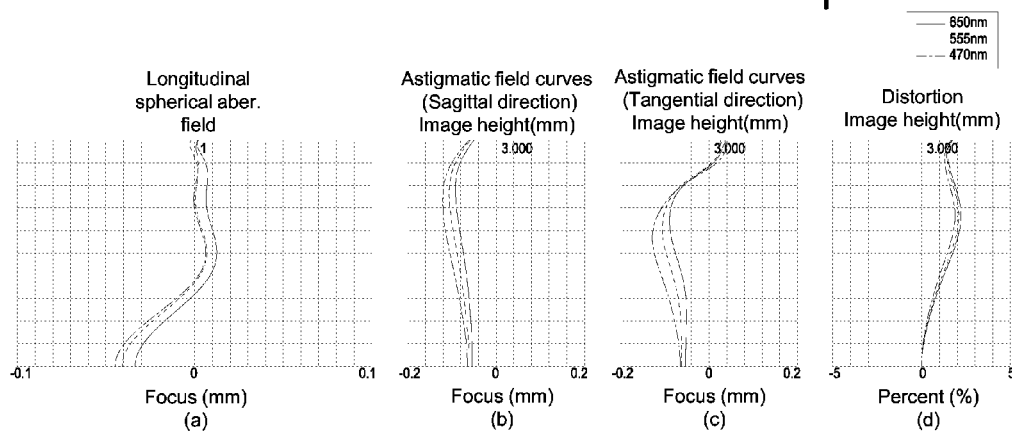 650nm
555nm
470nm
Longitudinal
spherical aber.
field
1
-0.1
0
0.1
Focus (mm)
(a)
Astigmatic field curves
(Sagittal direction)
Image height(mm)
3.000
-0.2
0
0.2
Focus (mm)
(b)
Astigmatic field curves
(Tangential direction)
Image height(mm)
3.000
-0.2
0
0.2
Focus (mm)
(c)
Distortion
Image height(mm)
3.000
-5
0
5
Percent (%)
(d)